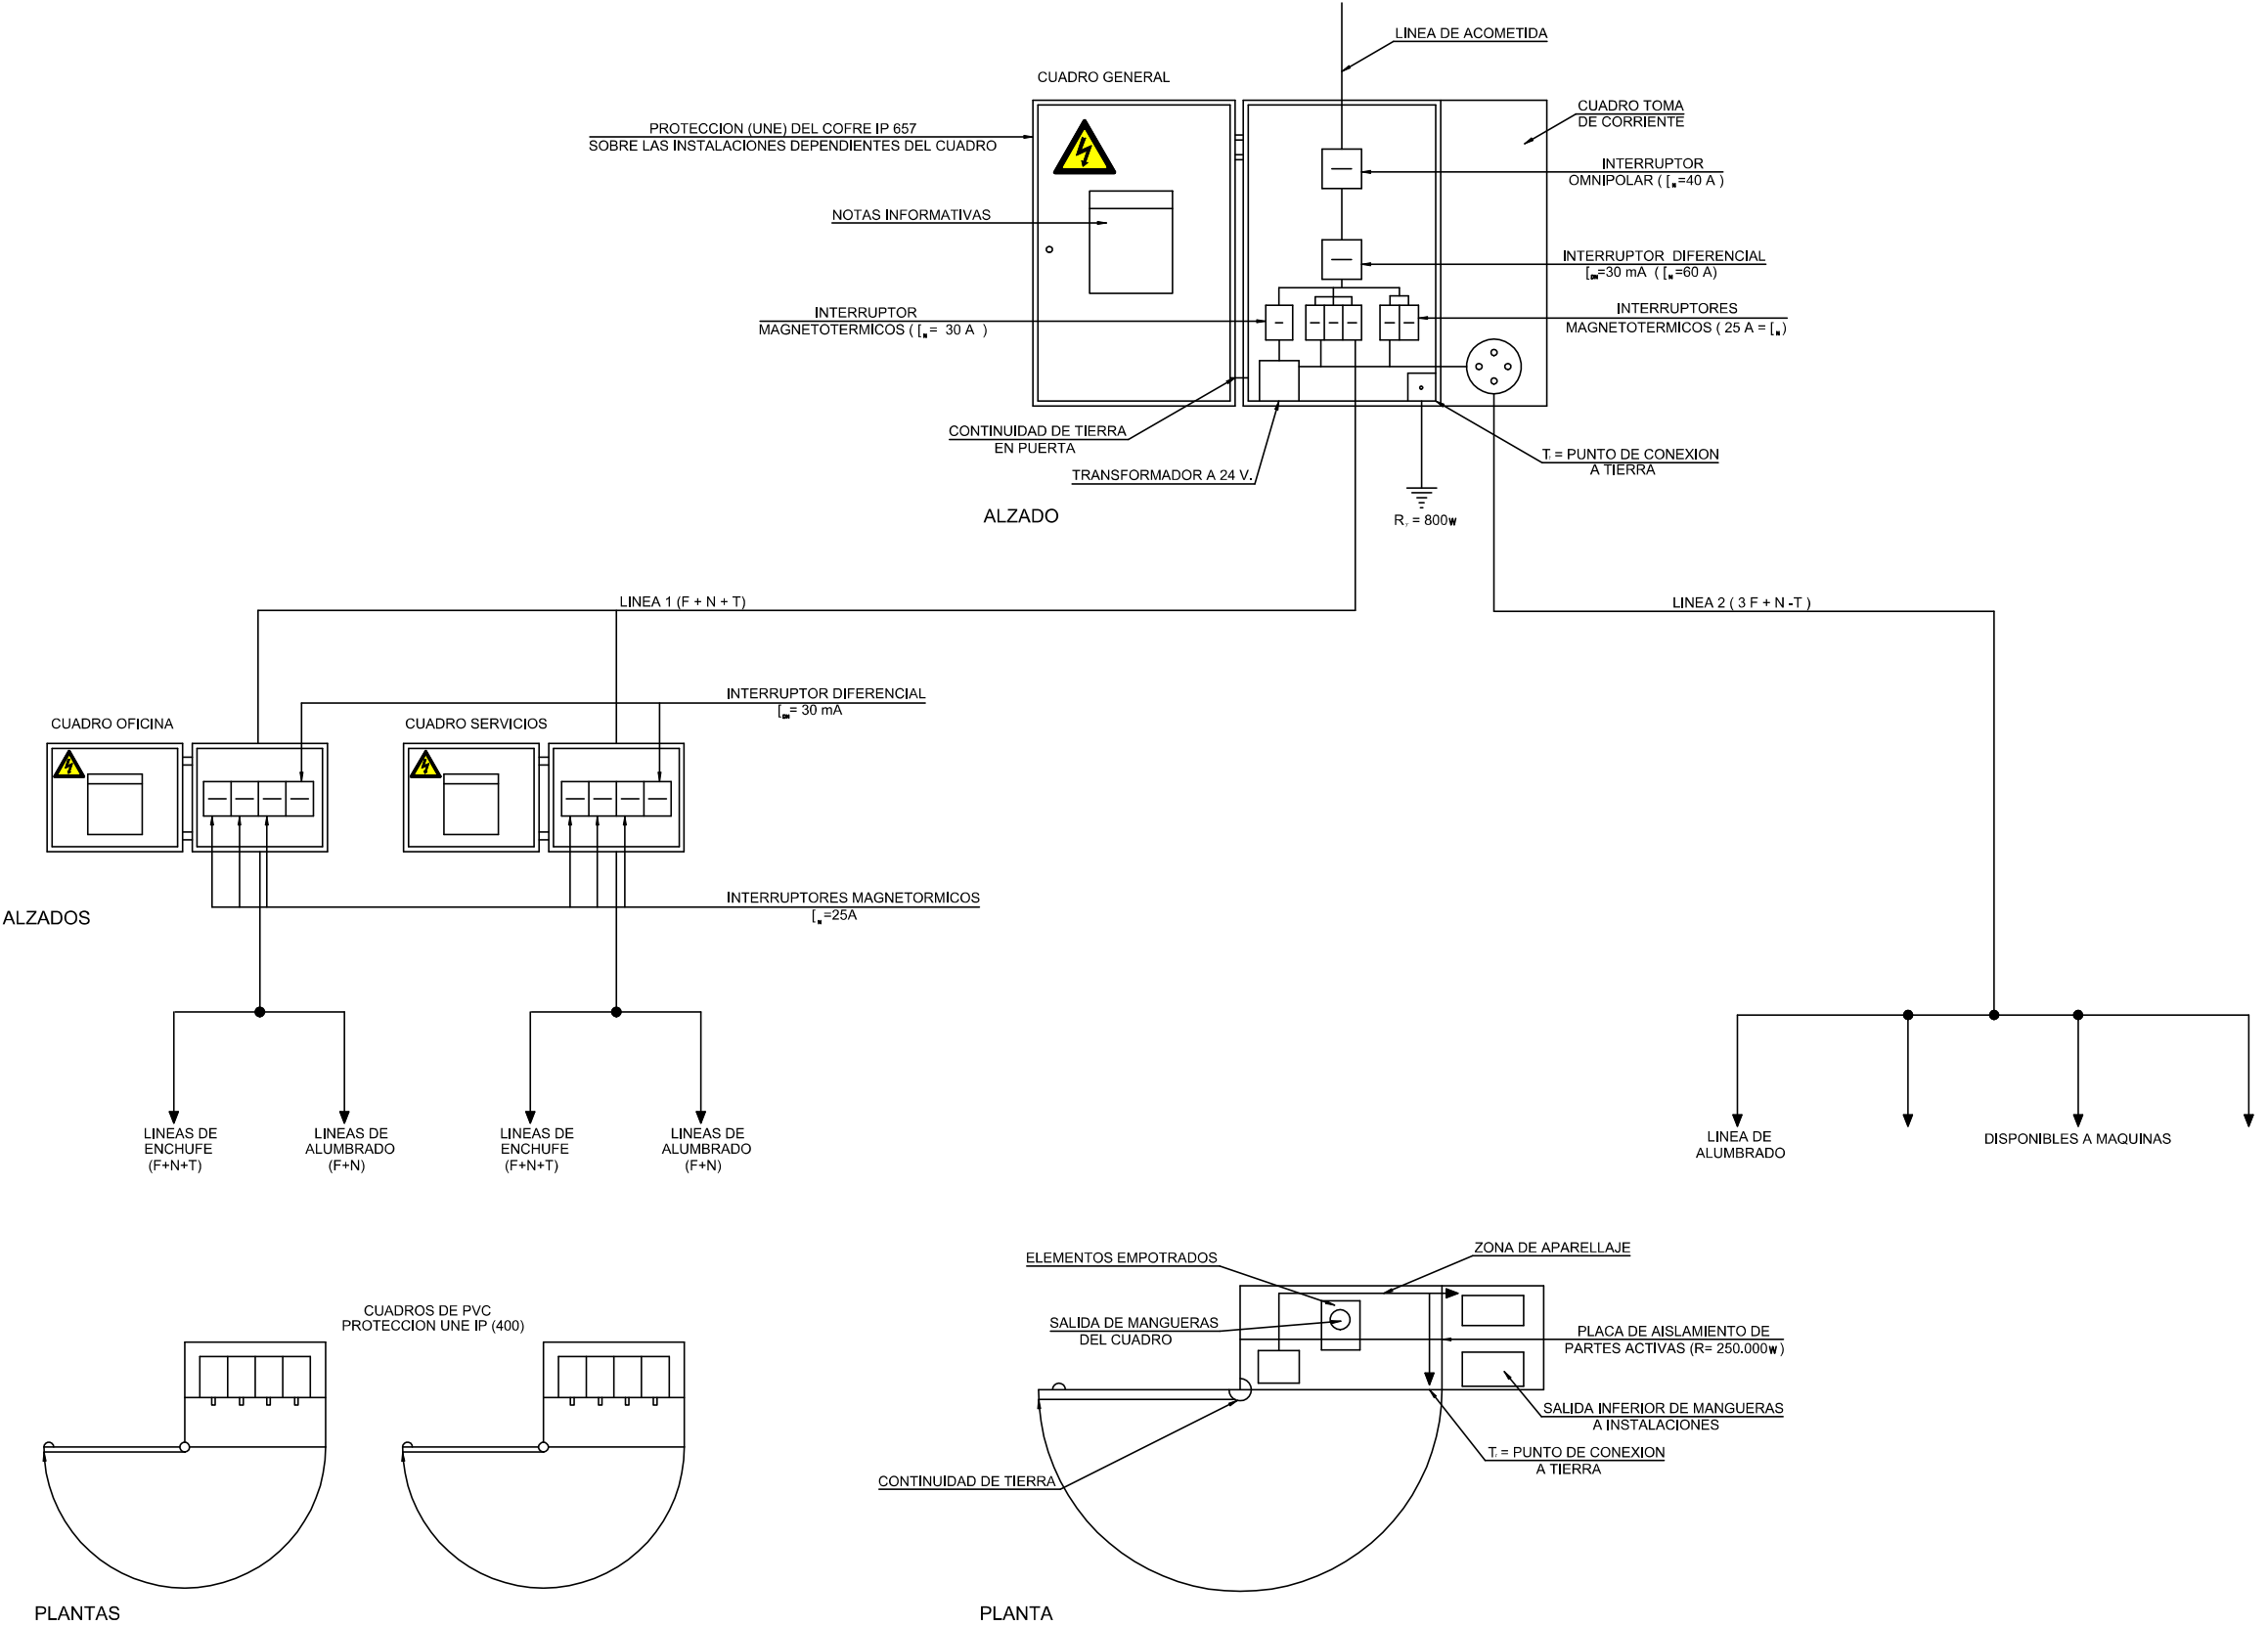 LINEA DE ACOMETIDA
CUADRO GENERAL
PROTECCION (UNE) DEL COFRE IP 657
SOBRE LAS INSTALACIONES DEPENDIENTES DEL CUADRO
CUADRO TOMA
DE CORRIENTE
INTERRUPTOR
OMNIPOLAR ( [N=40 A )
NOTAS INFORMATIVAS
INTERRUPTOR DIFERENCIAL
[DN=30 mA ( [N=60 A)
INTERRUPTOR
MAGNETOTERMICOS ( [N= 30 A )
INTERRUPTORES
MAGNETOTERMICOS ( 25 A = [N)
CONTINUIDAD DE TIERRA
EN PUERTA
TRANSFORMADOR A 24 V.
T. = PUNTO DE CONEXION
A TIERRA
R = 800w
ALZADO
LINEA 1 (F + N + T)
LINEA 2 ( 3 F + N -T )
INTERRUPTOR DIFERENCIAL
[DN= 30 mA
CUADRO OFICINA
CUADRO SERVICIOS
INTERRUPTORES MAGNETORMICOS
[N=25A
ALZADOS
LINEAS DE
ENCHUFE
(F+N+T)
LINEAS DE
ALUMBRADO
(F+N)
LINEAS DE
ENCHUFE
(F+N+T)
LINEAS DE
ALUMBRADO
(F+N)
LINEA DE
ALUMBRADO
DISPONIBLES A MAQUINAS
CUADROS DE PVC
PROTECCION UNE IP (400)
PLANTAS
ELEMENTOS EMPOTRADOS
ZONA DE APARELLAJE
SALIDA DE MANGUERAS
DEL CUADRO
PLACA DE AISLAMIENTO DE
PARTES ACTIVAS (R= 250.000w)
SALIDA INFERIOR DE MANGUERAS
A INSTALACIONES
T. = PUNTO DE CONEXION
A TIERRA
CONTINUIDAD DE TIERRA
PLANTA